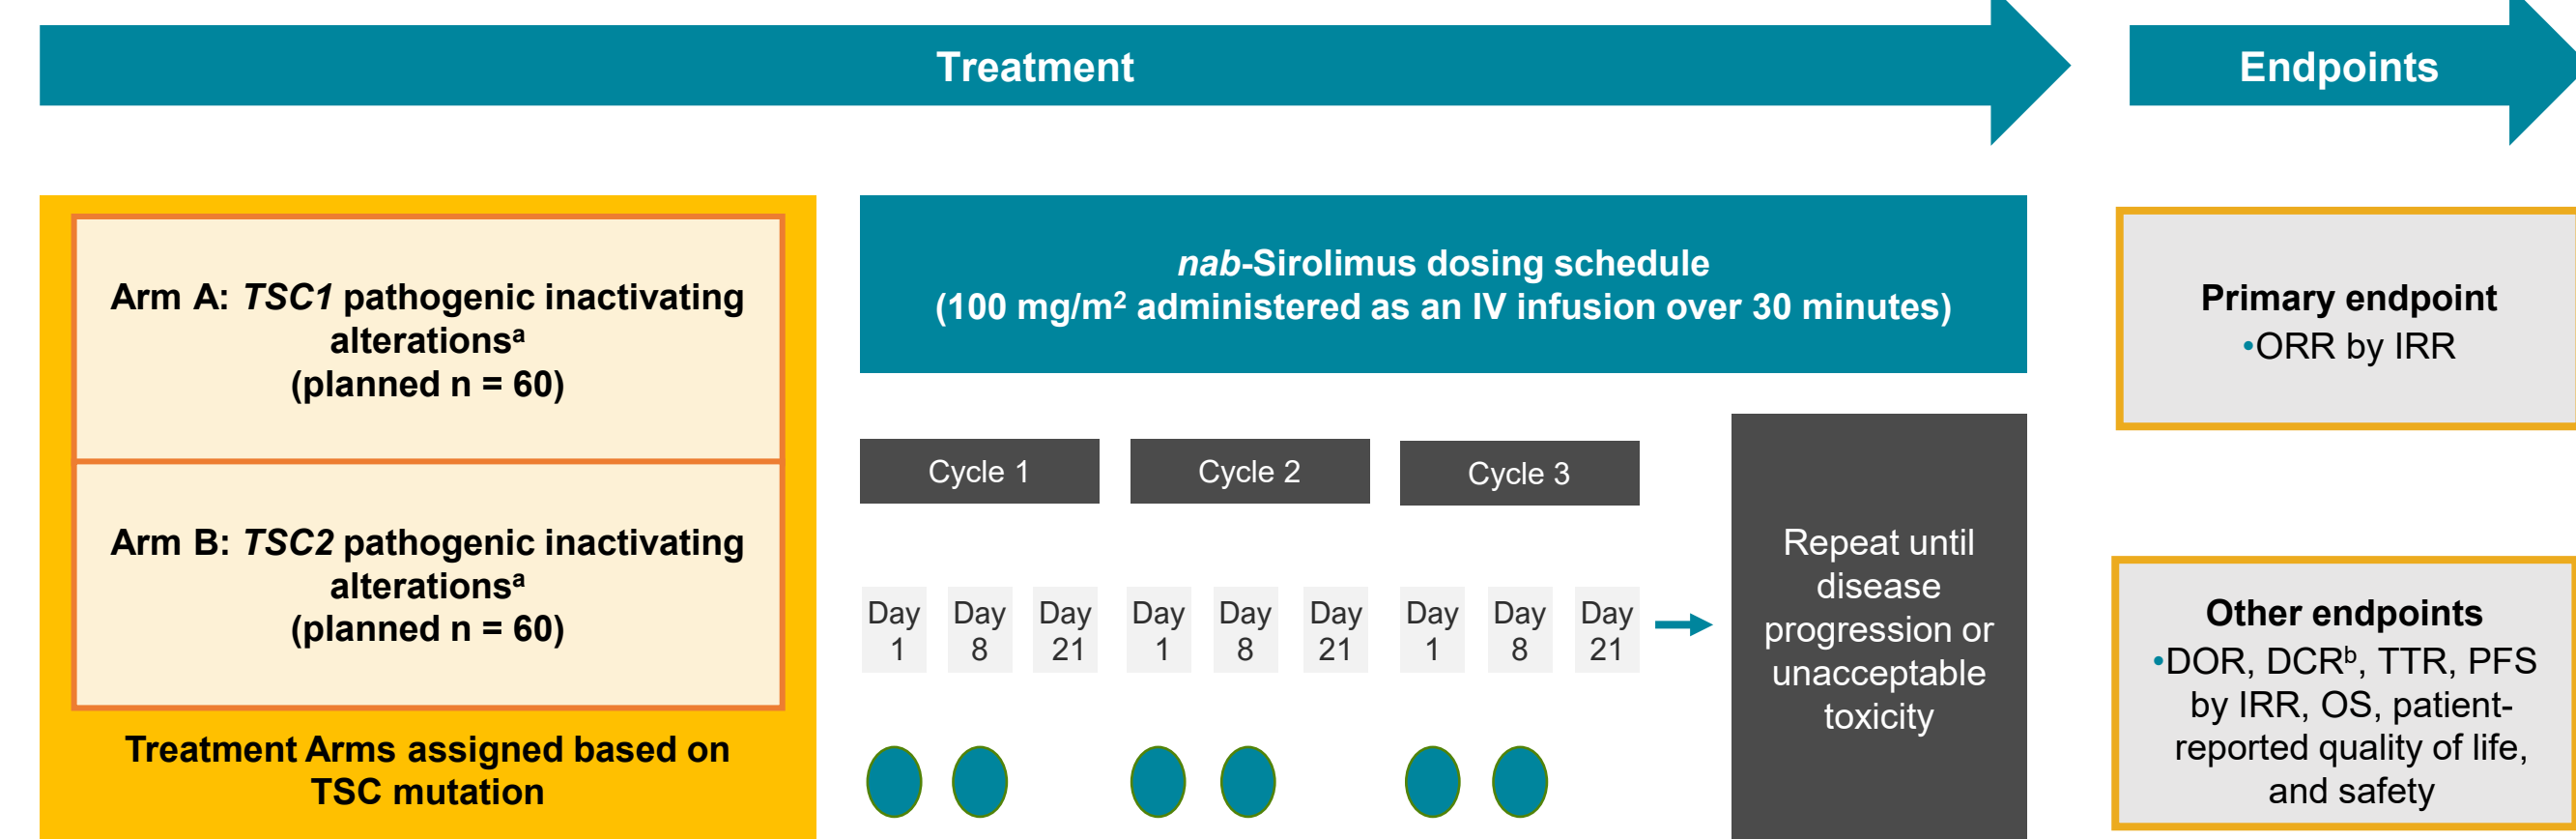 Treatment
Endpoints
Arm A: TSC1 pathogenic inactivating
alterationsᵃ
(planned n = 60)
Arm B: TSC2 pathogenic inactivating
alterationsᵃ
(planned n = 60)
Treatment Arms assigned based on
TSC mutation
nab-Sirolimus dosing schedule
(100 mg/m² administered as an IV infusion over 30 minutes)
Cycle 1
Cycle 2
Cycle 3
Day
1
Day
8
Day
21
Day
1
Day
8
Day
21
Day
1
Day
8
Day
21
Repeat until
disease
progression or
unacceptable
toxicity
Primary endpoint
•ORR by IRR
Other endpoints
•DOR, DCRᵇ, TTR, PFS
by IRR, OS, patient-
reported quality of life,
and safety